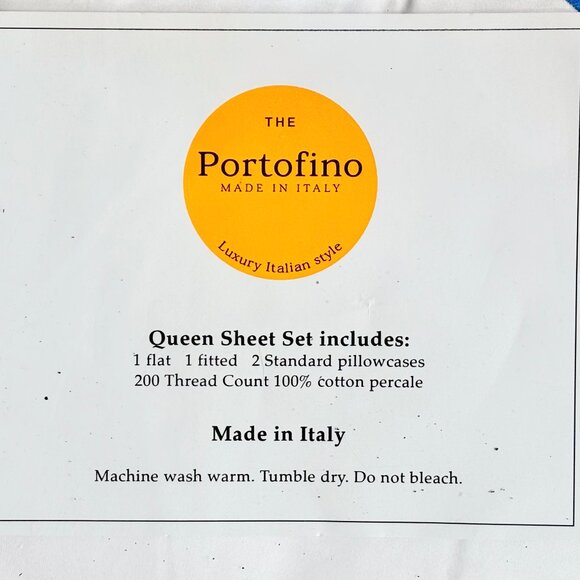 THE
Portofino
MADE IN ITALY
Luxury Italian style
Queen Sheet Set includes:
1 flat 1 fitted 2 Standard pillowcases
200 Thread Count 100% cotton percale
Made in Italy
Machine wash warm. Tumble dry. Do not bleach.